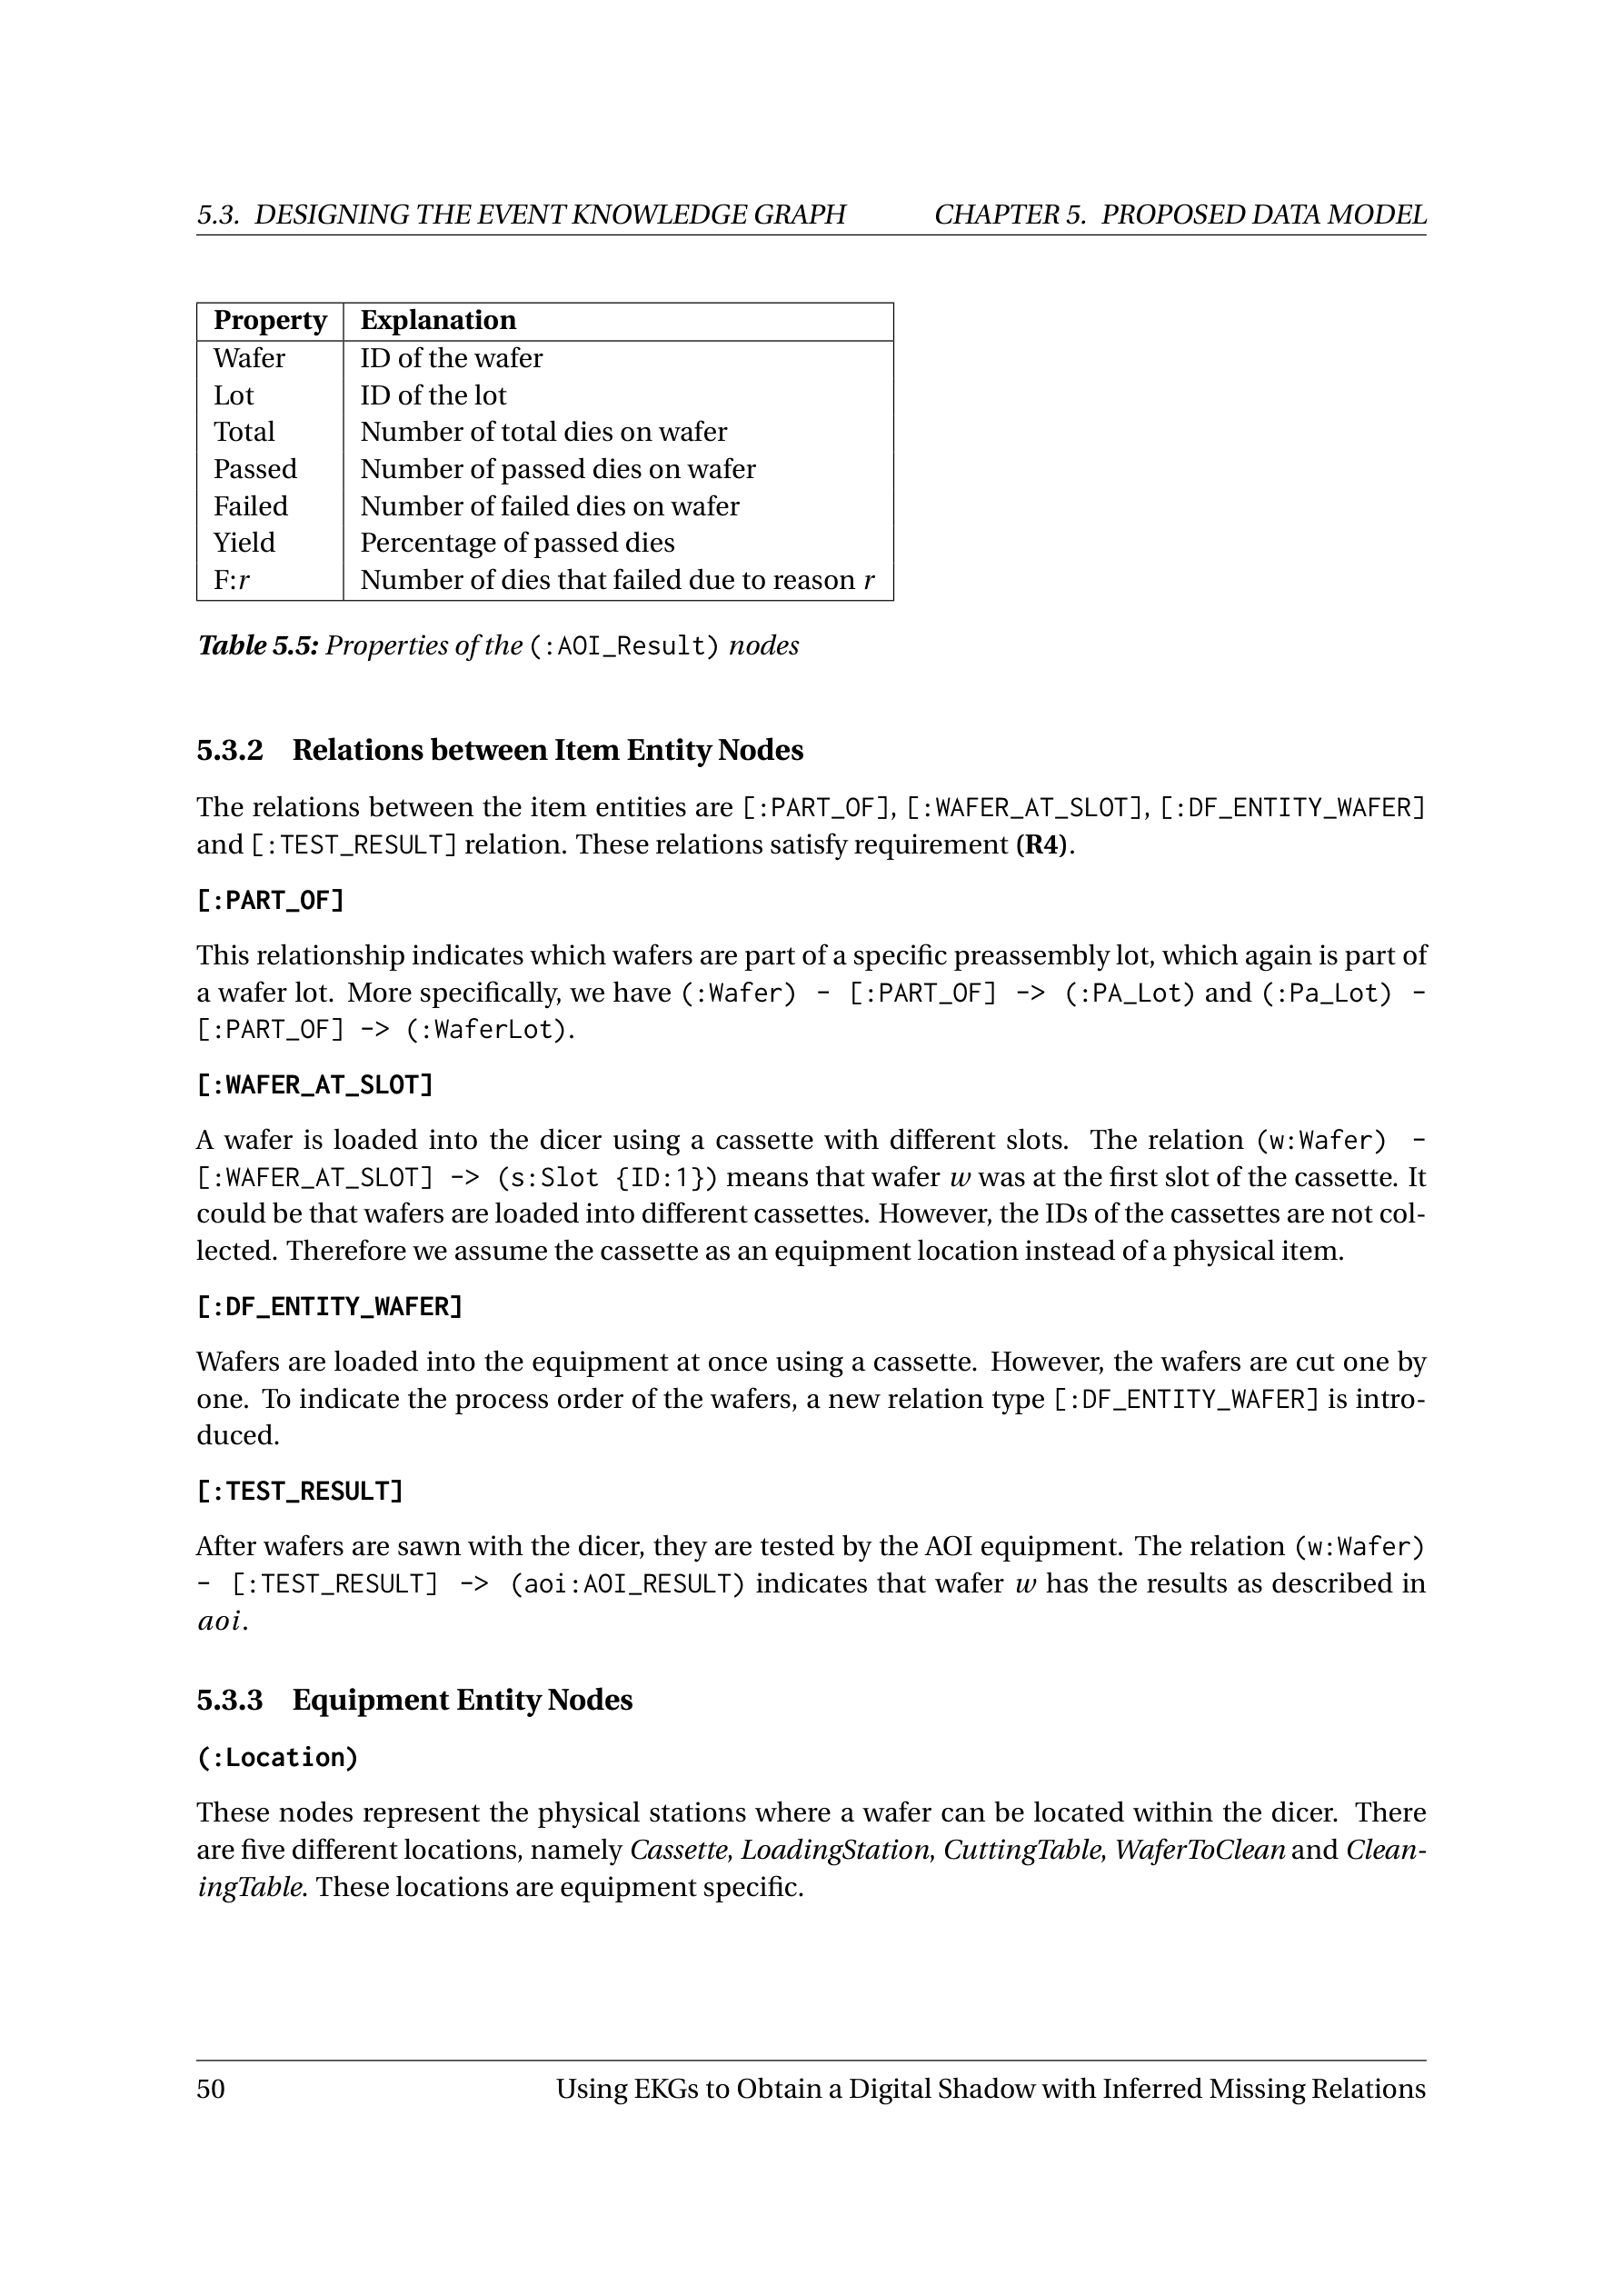 5.3. DESIGNING THE EVENT KNOWLEDGE GRAPH CHAPTER 5. PROPOSED DATA MODEL
Property Explanation
Wafer ID of the wafer
Lot ID of the lot
Total Number of total dies on wafer
Passed Number of passed dies on wafer
Failed Number of failed dies on wafer
Yield Percentage of passed dies
F:r Number of dies that failed due to reason r
Table 5.5: Properties of the (:AOI_Result) nodes
5.3.2 Relations between Item Entity Nodes
The relations between the item entities are [:PART_OF], [:WAFER_AT_SLOT], [:DF_ENTITY_WAFER]
and [:TEST_RESULT] relation. These relations satisfy requirement (R4).
[:PART_OF]
This relationship indicates which wafers are part of a specific preassembly lot, which again is part of
a wafer lot. More specifically, we have (:Wafer) - [:PART_OF] -> (:PA_Lot) and (:Pa_Lot) -
[:PART_OF] -> (:WaferLot).
[:WAFER_AT_SLOT]
A wafer is loaded into the dicer using a cassette with different slots. The relation (w:Wafer) -
[:WAFER_AT_SLOT] -> (s:Slot {ID:1}) means that wafer w was at the first slot of the cassette. It
could be that wafers are loaded into different cassettes. However, the IDs of the cassettes are not col-
lected. Therefore we assume the cassette as an equipment location instead of a physical item.
[:DF_ENTITY_WAFER]
Wafers are loaded into the equipment at once using a cassette. However, the wafers are cut one by
one. To indicate the process order of the wafers, a new relation type [:DF_ENTITY_WAFER] is intro-
duced.
[:TEST_RESULT]
After wafers are sawn with the dicer, they are tested by the AOI equipment. The relation (w:Wafer)
- [:TEST_RESULT] -> (aoi:AOI_RESULT) indicates that wafer w has the results as described in
aoi.
5.3.3 Equipment Entity Nodes
(:Location)
These nodes represent the physical stations where a wafer can be located within the dicer. There
are five different locations, namely Cassette, LoadingStation, CuttingTable, WaferToClean and Clean-
ingTable. These locations are equipment specific.
50 Using EKGs to Obtain a Digital Shadow with Inferred Missing Relations